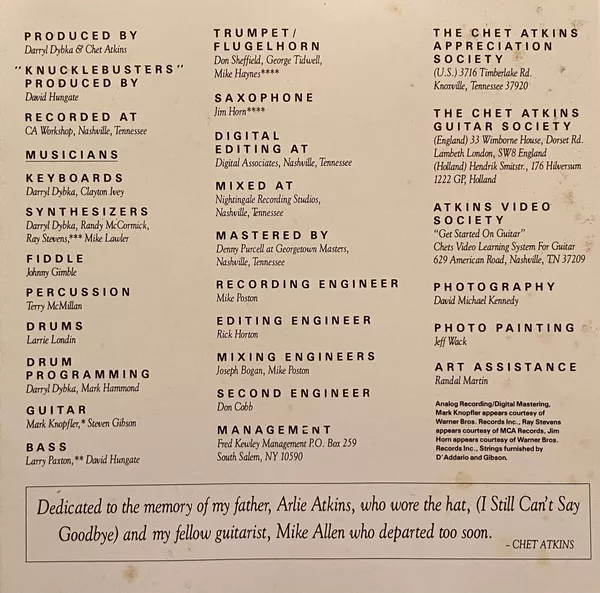 PRODUCED BY
Darryl Dybka & Chet Atkins
"KNUCKLEBUSTERS"
PRODUCED BY
David Hungate
RECORDED AT
CA Workshop, Nashville, Tennessee
MUSICIANS
KEYBOARDS
Darryl Dybka, Clayton Ivey
SYNTHESIZERS
Darryl Dybka, Randy McCormick,
Ray Stevens,*** Mike Lawler
FIDDLE
Johnny Gimble
PERCUSSION
Terry McMillan
DRUMS
Larrie Londin
DRUM
PROGRAMMING
Darryl Dybka, Mark Hammond
GUITAR
Mark Knopfler,* Steven Gibson
BASS
Larry Paxton,** David Hungate
TRUMPET/
FLUGELHORN
Don Sheffield, George Tidwell,
Mike Haynes****
SAXOPHONE
Jim Horn****
DIGITAL
EDITING AT
Digital Associates, Nashville, Tennessee
MIXED AT
Nightingale Recording Studios,
Nashville, Tennessee
MASTERED BY
Denny Purcell at Georgetown Masters,
Nashville, Tennessee
RECORDING ENGINEER
Mike Poston
EDITING ENGINEER
Rick Horton
MIXING ENGINEERS
Joseph Bogan, Mike Poston
SECOND ENGINEER
Don Cobb
MANAGEMENT
Fred Kewley Management P.O. Box 259
South Salem, NY 10590
THE CHET ATKINS
APPRECIATION
SOCIETY
(U.S.) 3716 Timberlake Rd.
Knoxville, Tennessee 37920
THE CHET ATKINS
GUITAR SOCIETY
(England) 33 Wimborne House, Dorset Rd.
Lambeth London, SW8 England
(Holland) Hendrik Smitstr., 176 Hilversum
1222 GP, Holland
ATKINS VIDEO
SOCIETY
"Get Started On Guitar"
Chets Video Learning System For Guitar
629 American Road, Nashville, TN 37209
PHOTOGRAPHY
David Michael Kennedy
PHOTO PAINTING
Jeff Wack
ART ASSISTANCE
Randal Martin
Analog Recording/Digital Mastering,
Mark Knopfler appears courtesy of
Warner Bros. Records Inc., Ray Stevens
appears courtesy of MCA Records, Jim
Horn appears courtesy of Warner Bros.
Records Inc., Strings furnished by
D'Addario and Gibson.
Dedicated to the memory of my father, Arlie Atkins, who wore the hat, (I Still Can't Say
Goodbye) and my fellow guitarist, Mike Allen who departed too soon.
– CHET ATKINS